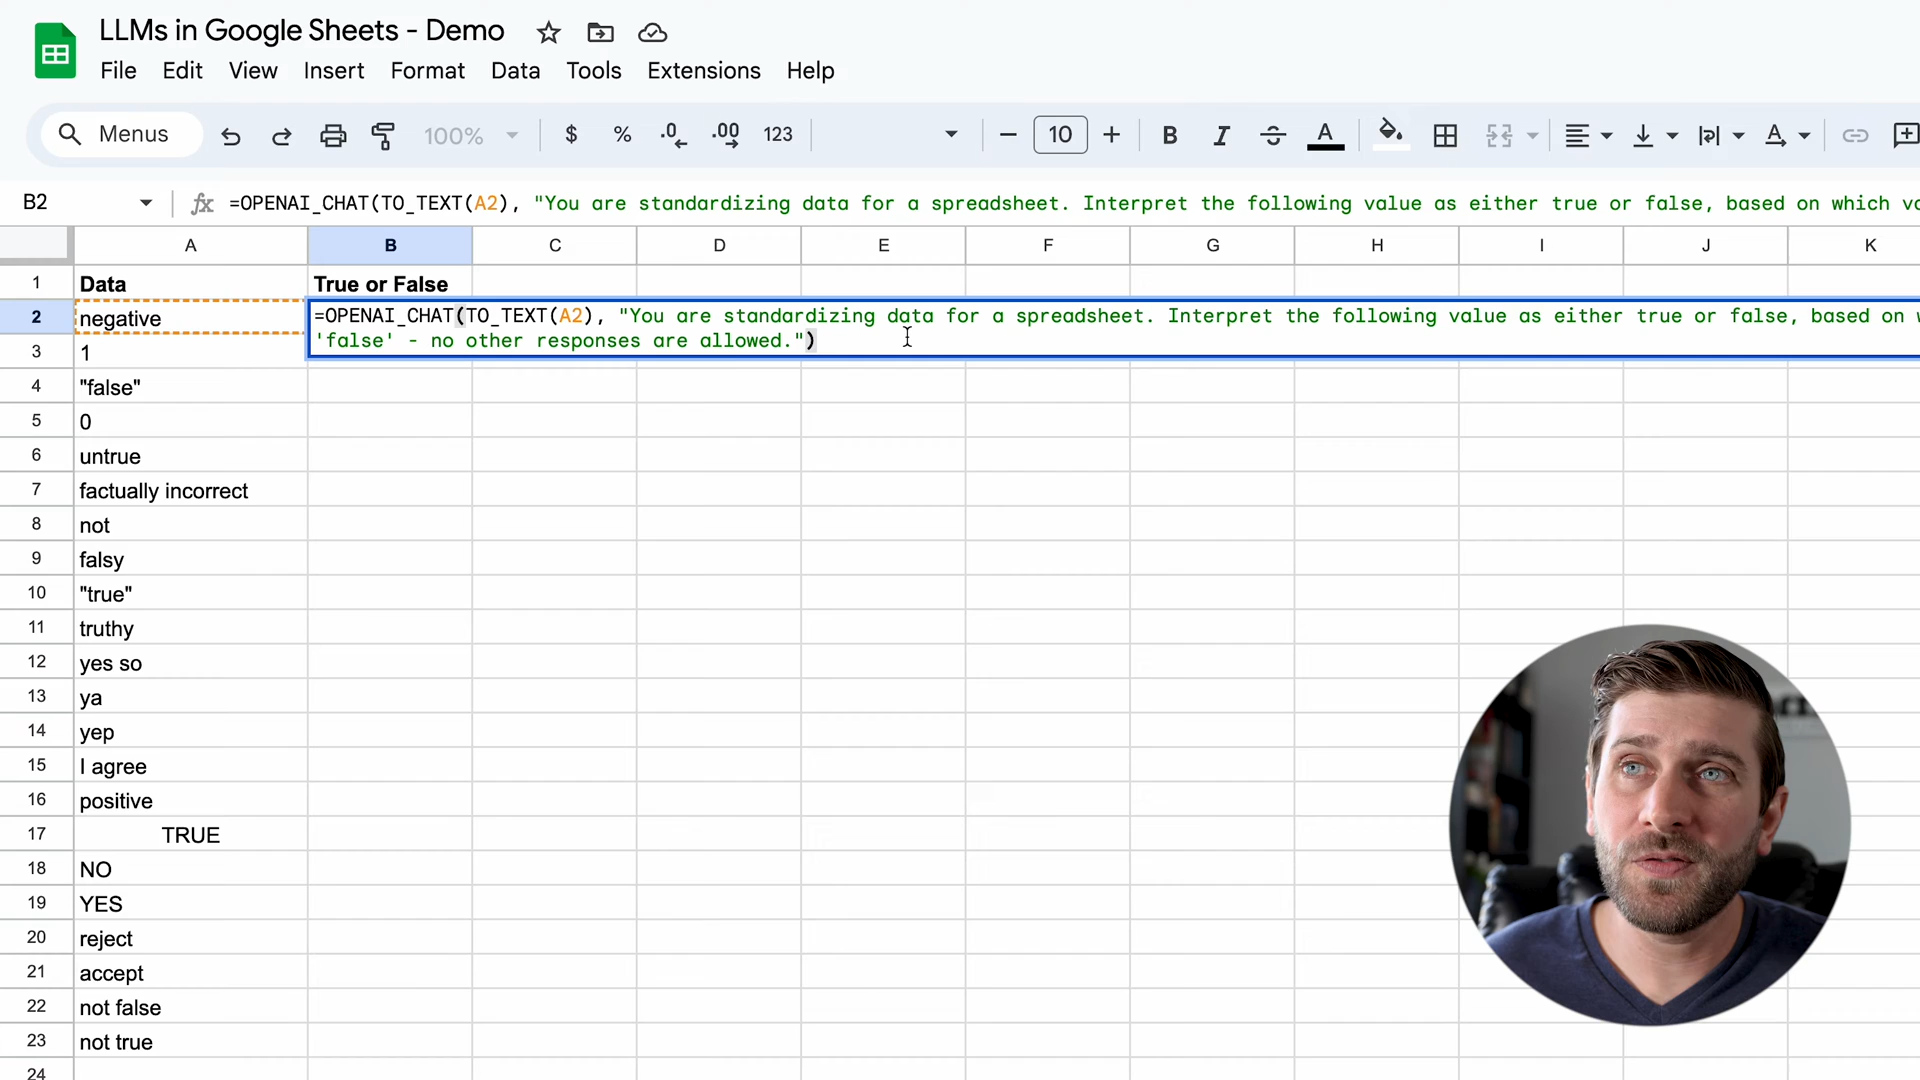 LLMs in Google Sheets - Demo
File Edit View Insert Format Data Tools Extensions Help
Menus 100% $ % .0 .00 123 10 B I A A
B2 fx =OPENAI_CHAT(TO_TEXT(A2), "You are standardizing data for a spreadsheet. Interpret the following value as either true or false, based on which
A B C D E F G H I J K
1 Data True or False
2 negative =OPENAI_CHAT(TO_TEXT(A2), "You are standardizing data for a spreadsheet. Interpret the following value as either true or false, based on
'false' - no other responses are allowed.")
3 1
4 "false"
5 0
6 untrue
7 factually incorrect
8 not
9 falsy
10 "true"
11 truthy
12 yes so
13 ya
14 yep
15 I agree
16 positive
17 TRUE
18 NO
19 YES
20 reject
21 accept
22 not false
23 not true
24